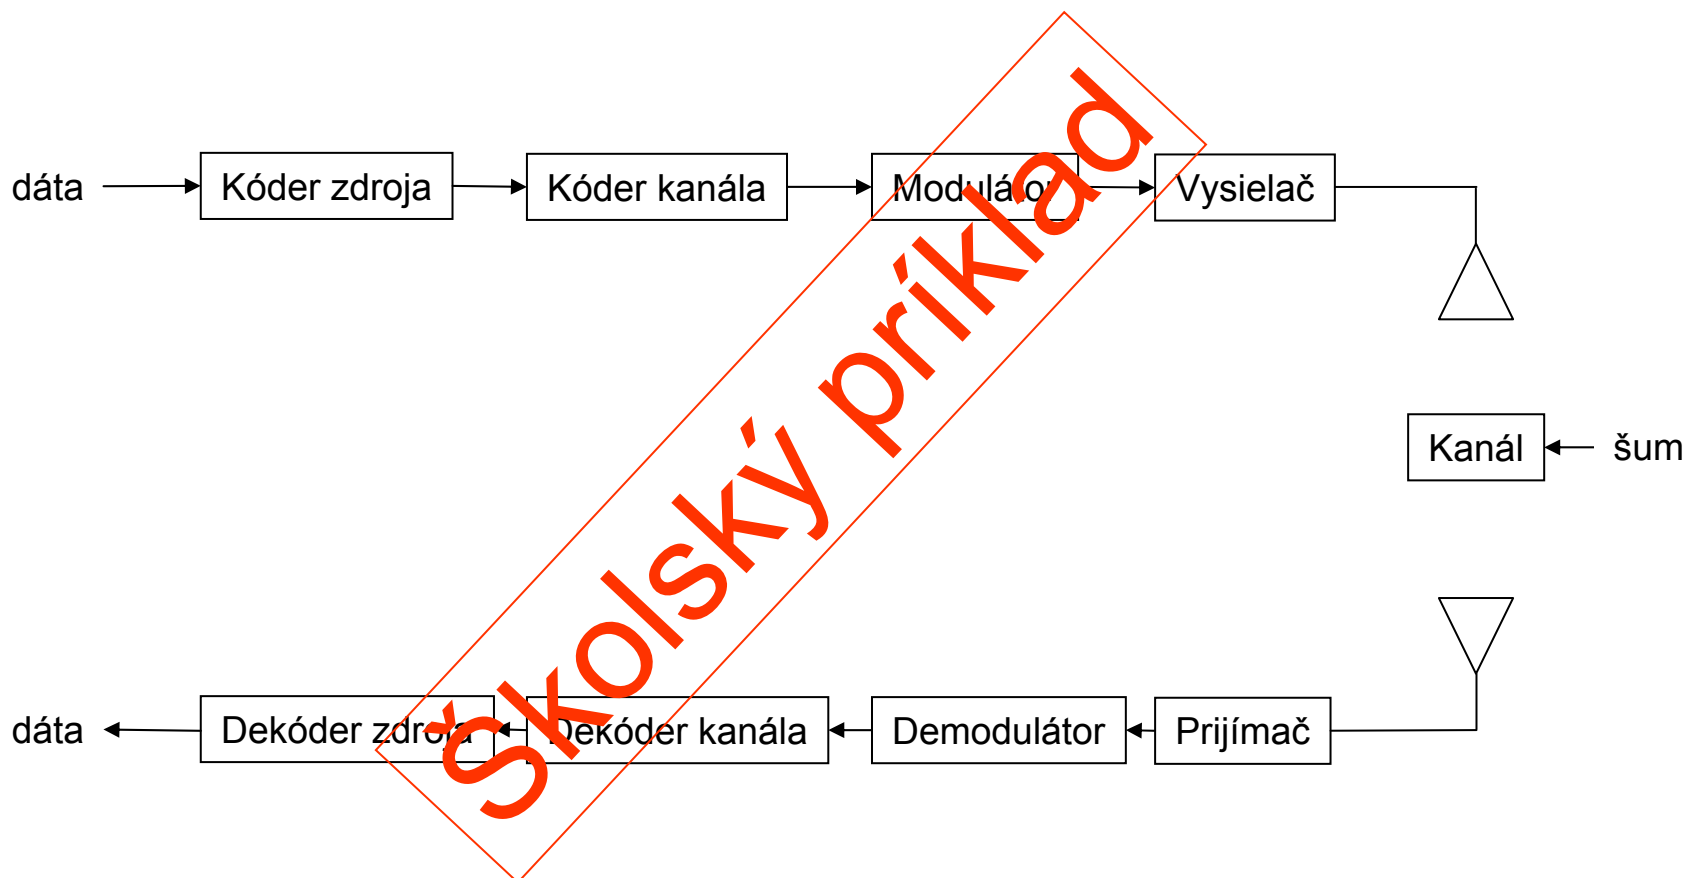 dáta
Kóder zdroja
Kóder kanála
Modulátor
Vysielač
Kanál
šum
dáta
Dekóder zdroja
Dekóder kanála
Demodulátor
Prijímač
Školský príklad